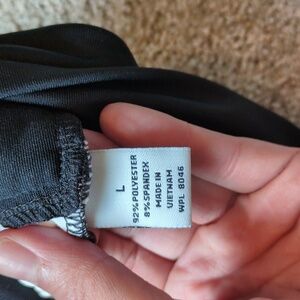 L
92% POLYESTER
8% SPANDEX
MADE IN
VIETNAM
WPL 8046